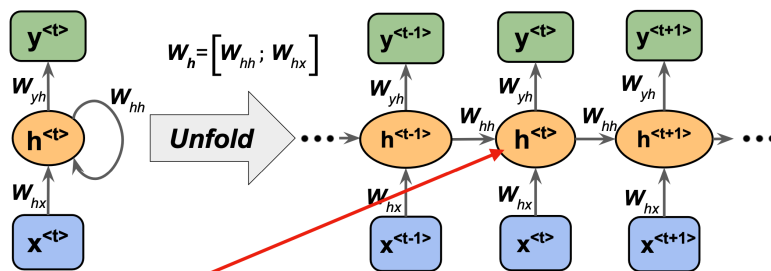 y<t>
y<t-1>
y<t>
y<t+1>
W_h=[W_hh ; W_hx]
W_yh
W_hh
W_yh
W_yh
W_yh
h<t>
Unfold
•••
h<t-1>
W_hh
h<t>
W_hh
h<t+1>
•••
W_hx
W_hx
W_hx
W_hx
x<t>
x<t-1>
x<t>
x<t+1>